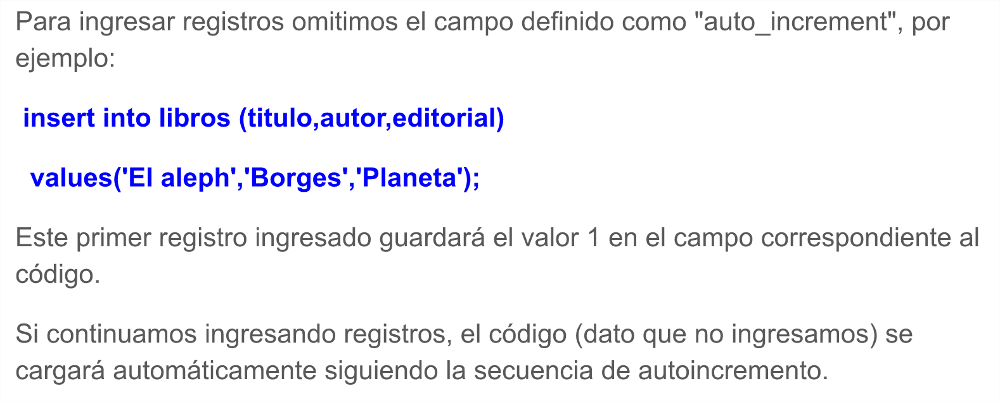 Para ingresar registros omitimos el campo definido como "auto_increment", por
ejemplo:
insert into libros (titulo,autor,editorial)
values('El aleph','Borges','Planeta');
Este primer registro ingresado guardará el valor 1 en el campo correspondiente al
código.
Si continuamos ingresando registros, el código (dato que no ingresamos) se
cargará automáticamente siguiendo la secuencia de autoincremento.